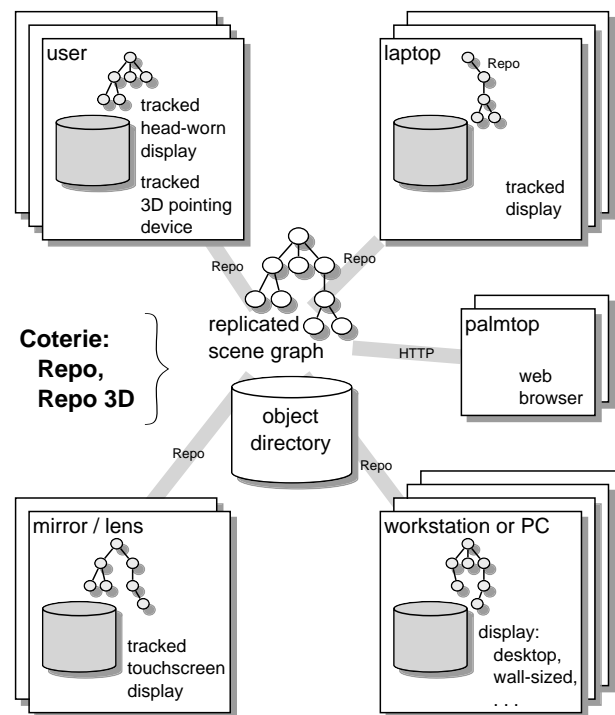 user
tracked
head-worn
display
tracked
3D pointing
device
laptop
Repo
tracked
display
Repo
Repo
replicated
scene graph
Coterie:
Repo,
Repo 3D
HTTP
palmtop
web
browser
object
directory
Repo
Repo
mirror / lens
tracked
touchscreen
display
workstation or PC
display:
desktop,
wall-sized,
. . .